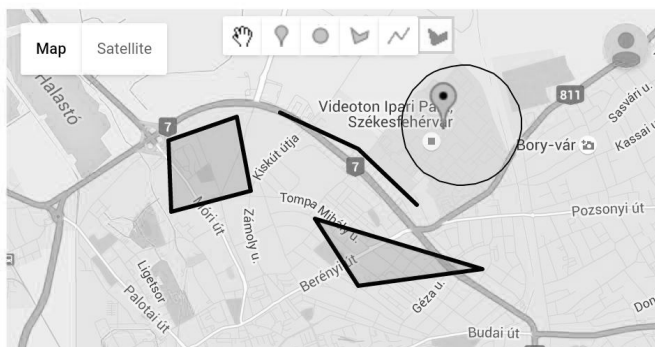 Map
Satellite
Halastó
7
Videoton Ipari Park,
Székesfehérvár
811
Sasvári u.
Kassai
Bory-vár
Kiskút útja
7
Móri út
Zámoly u.
Tompa Mihály u.
Pozsonyi út
Berényi út
Ligetsor
Palotai út
Géza u.
Budai út